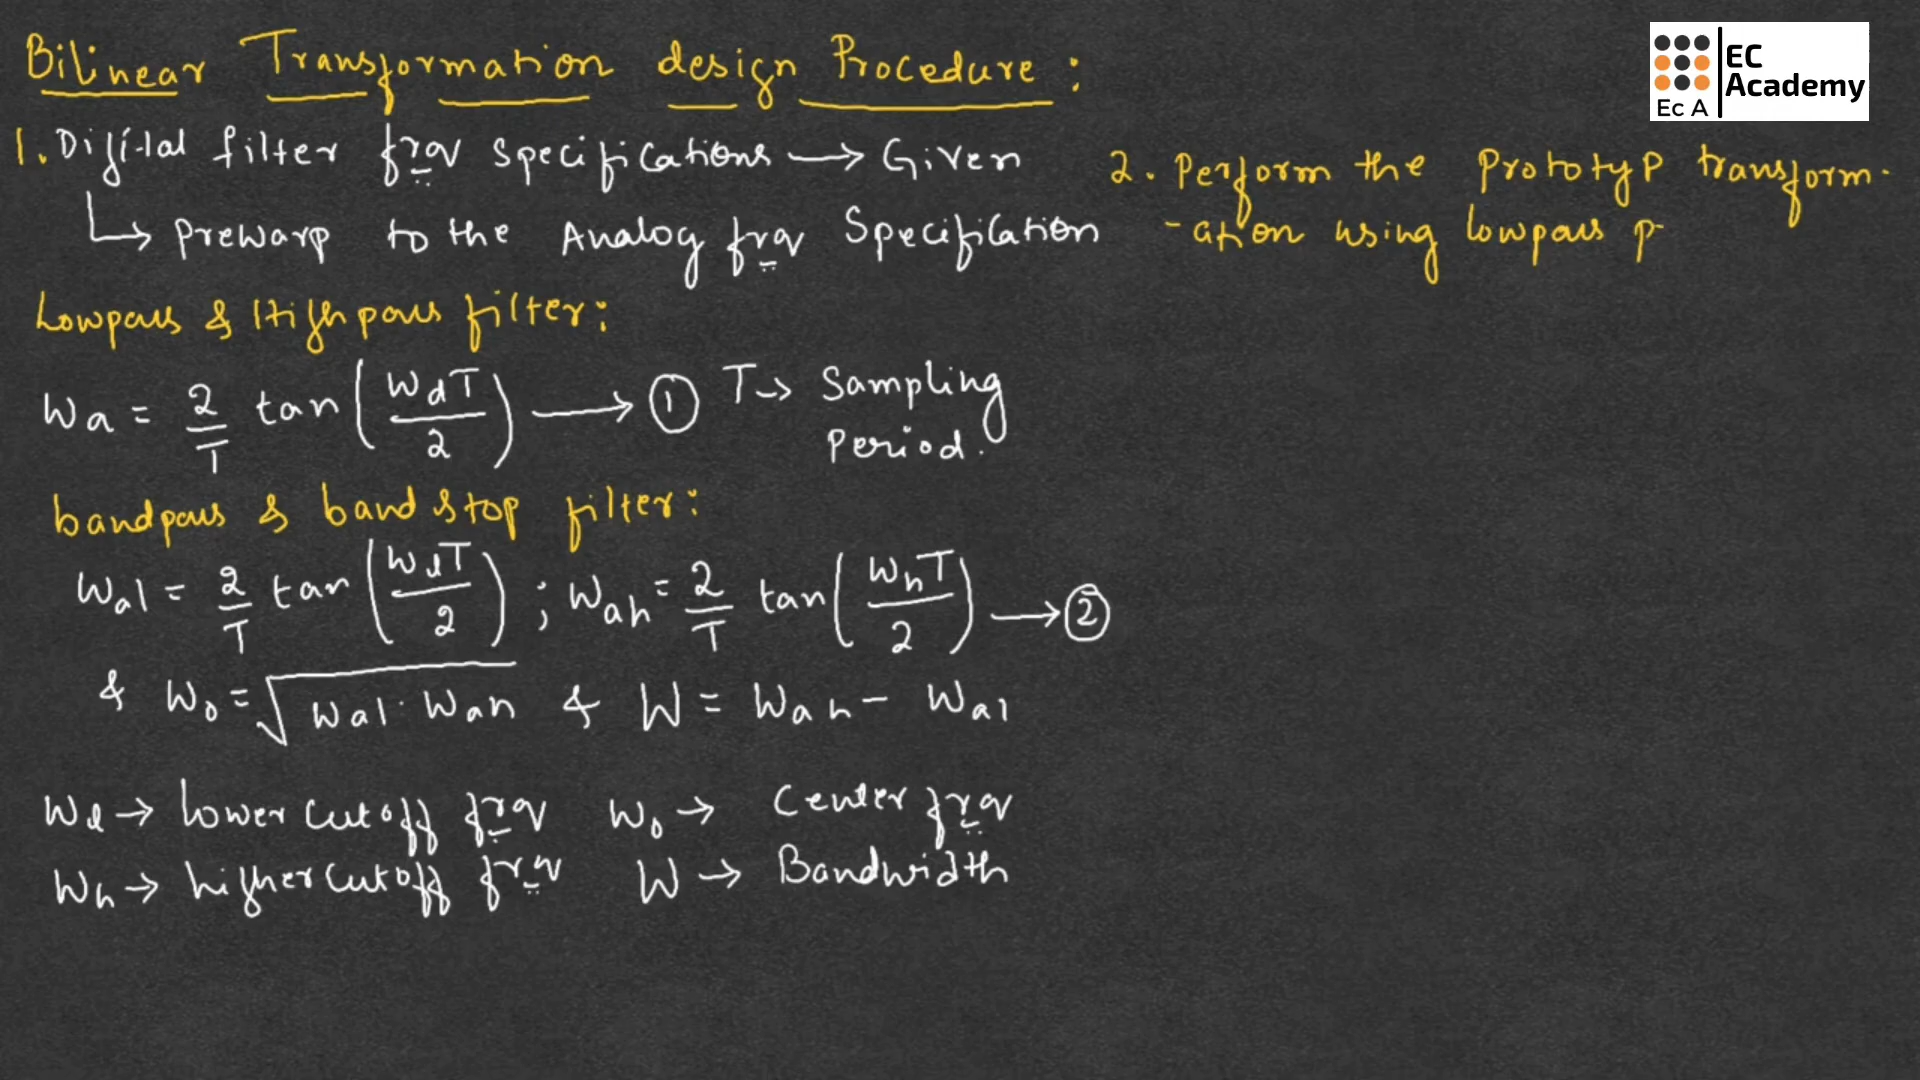 Bilinear Transformation design Procedure :
1. Digital filter frq specifications → Given
↳ Prewarp to the Analog frq Specification
Lowpass & High pass filter:
Wa = 2/T tan(WdT/2) → ① T → Sampling Period.
bandpass & band stop filter:
Wal = 2/T tan(WlT/2) ; Wah = 2/T tan(WhT/2) → ②
& W₀ = √(Wal · Wah) & W = Wah - Wal
Wl → lower cutoff frq W₀ → Center frq
Wh → higher cutoff frq W → Bandwidth
2. Perform the Prototyp transform-
-ation using lowpass p
EC Academy
Ec A